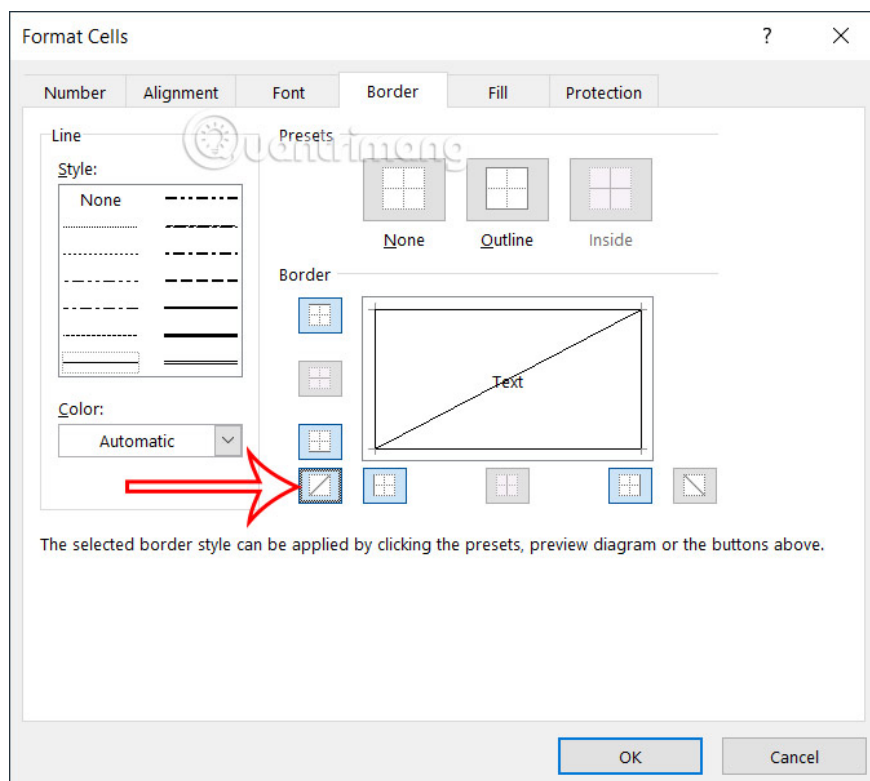 Format Cells ?
Number Alignment Font Border Fill Protection
Line
Style:
None
Color:
Automatic
Presets
Quantrimang
None Outline Inside
Border
Text
The selected border style can be applied by clicking the presets, preview diagram or the buttons above.
OK Cancel